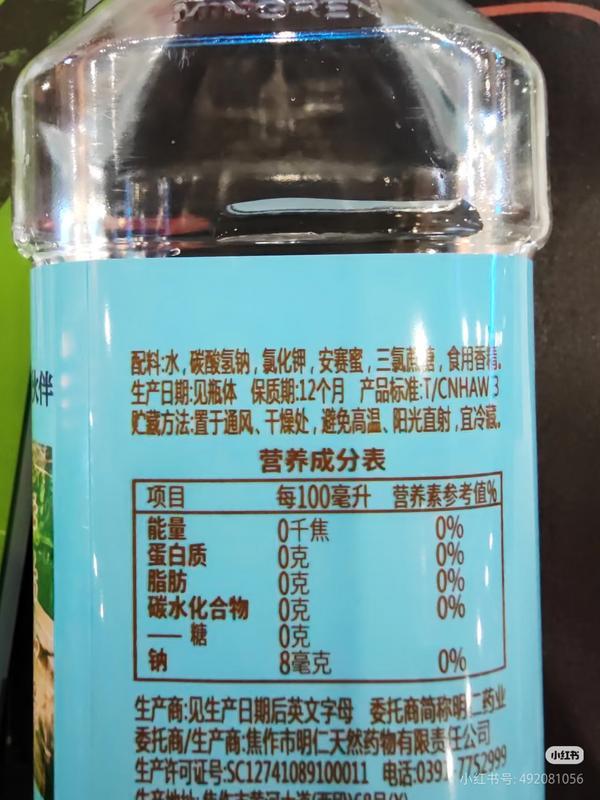 MINGREN
伙伴
配料:水,碳酸氢钠,氯化钾,安赛蜜,三氯蔗糖,食用香精。
生产日期:见瓶体 保质期:12个月 产品标准:T/CNHAW 3
贮藏方法:置于通风、干燥处,避免高温、阳光直射,宜冷藏。
营养成分表
项目 每100毫升 营养素参考值%
能量 0千焦 0%
蛋白质 0克 0%
脂肪 0克 0%
碳水化合物 0克 0%
—— 糖 0克
钠 8毫克 0%
生产商:见生产日期后英文字母 委托商简称明仁药业
委托商/生产商:焦作市明仁天然药物有限责任公司
生产许可证号:SC12741089100011 电话:0391 7752999
小红书
小红书号: 492081056